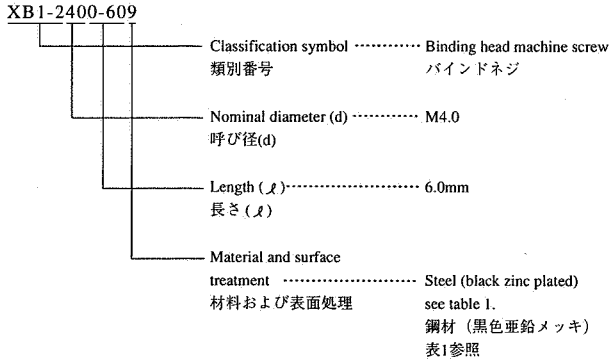 XB1-2400-609
Classification symbol ············ Binding head machine screw
類別番号 バインドネジ
Nominal diameter (d) ············ M4.0
呼び径(d)
Length (ℓ)························ 6.0mm
長さ(ℓ)
Material and surface
treatment ························ Steel (black zinc plated)
材料および表面処理 see table 1.
鋼材（黒色亜鉛メッキ）
表1参照